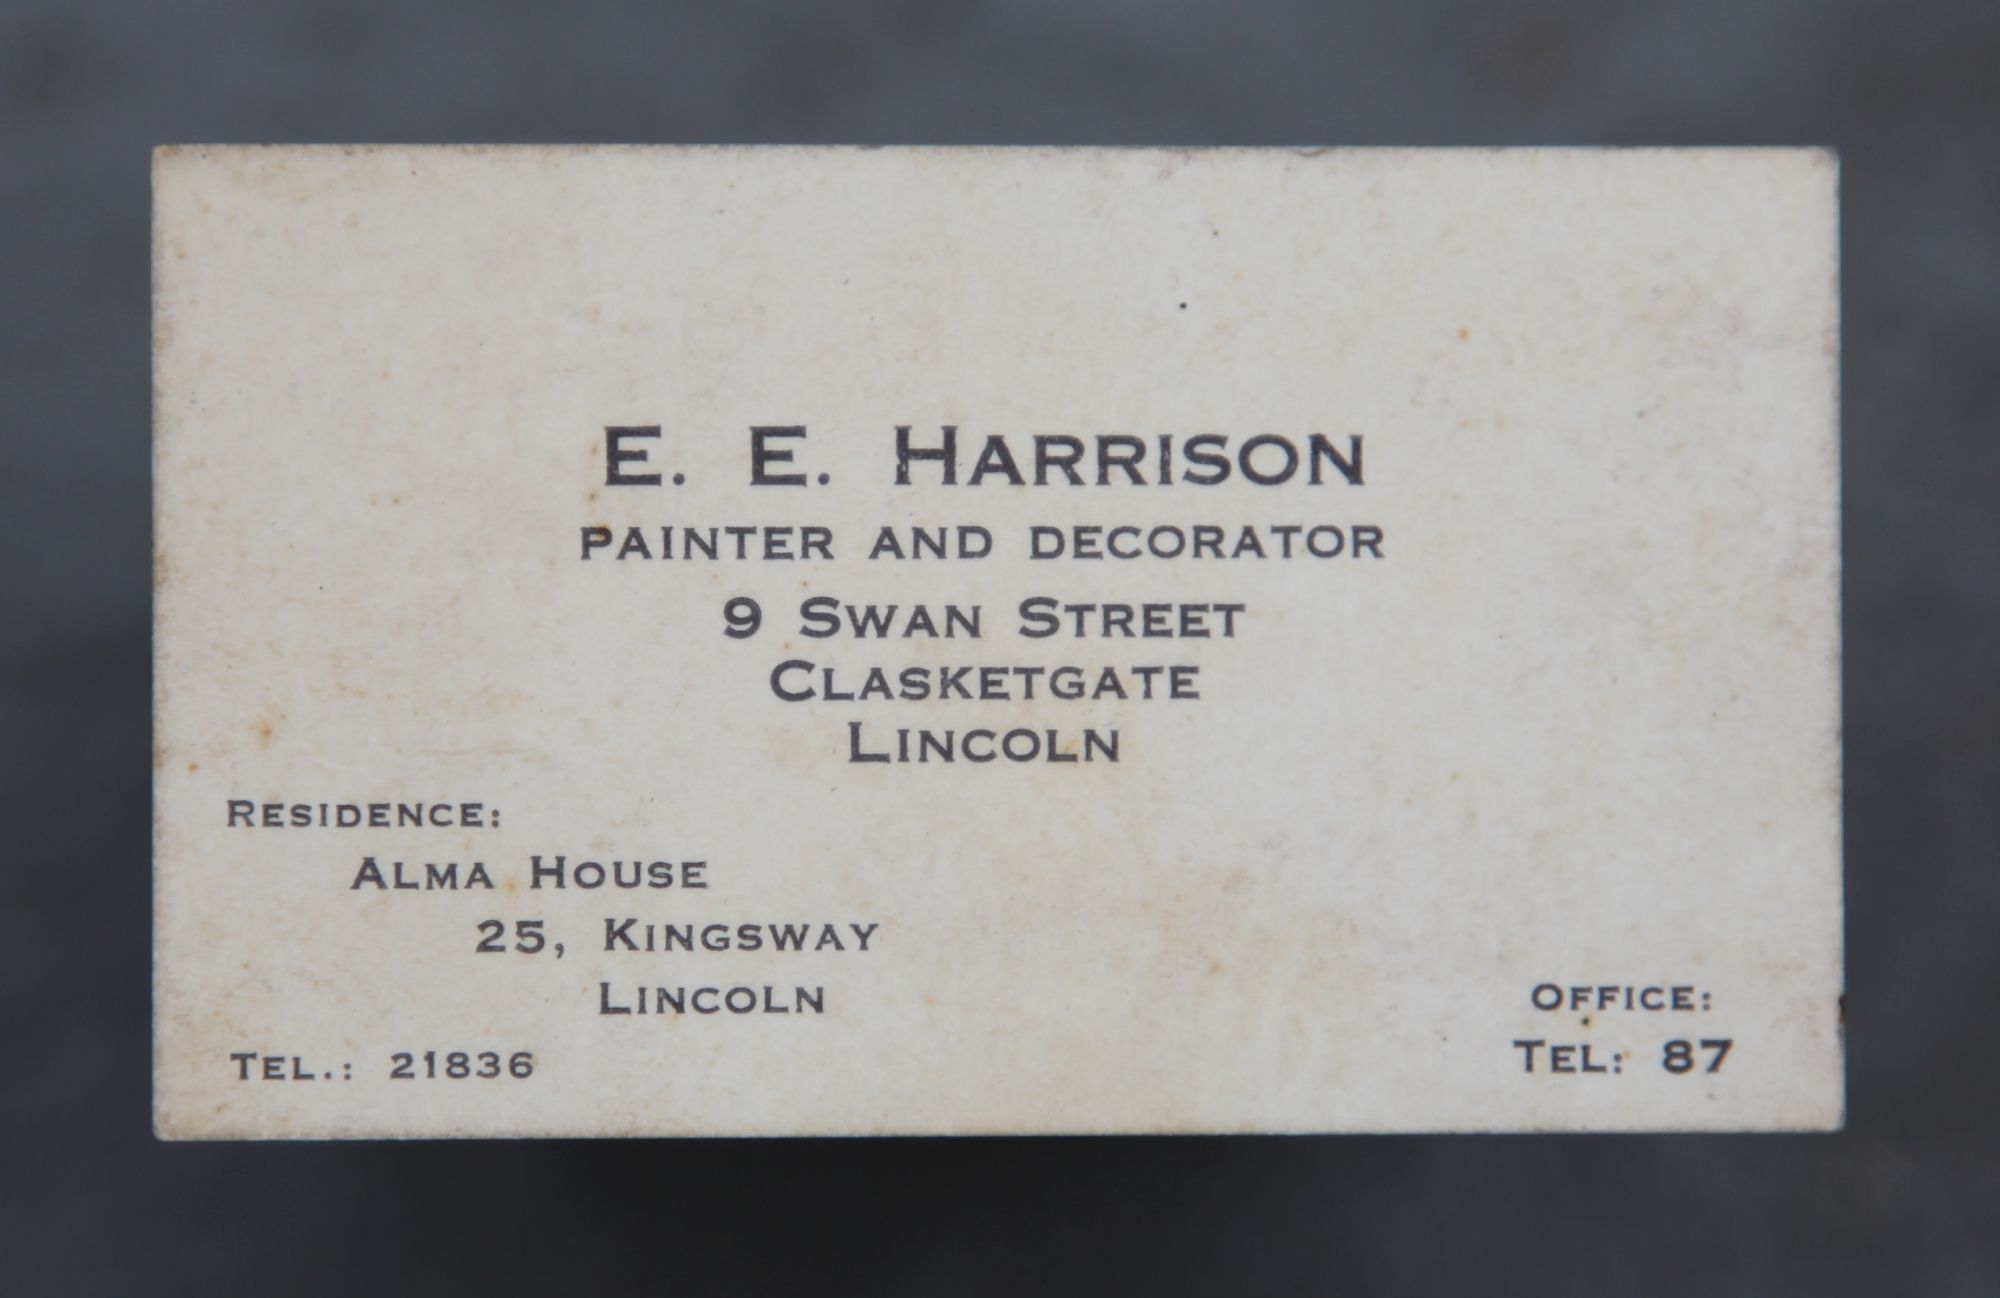 E. E. HARRISON
PAINTER AND DECORATOR
9 SWAN STREET
CLASKETGATE
LINCOLN
RESIDENCE:
ALMA HOUSE
25, KINGSWAY
LINCOLN
TEL.: 21836
OFFICE:
TEL: 87